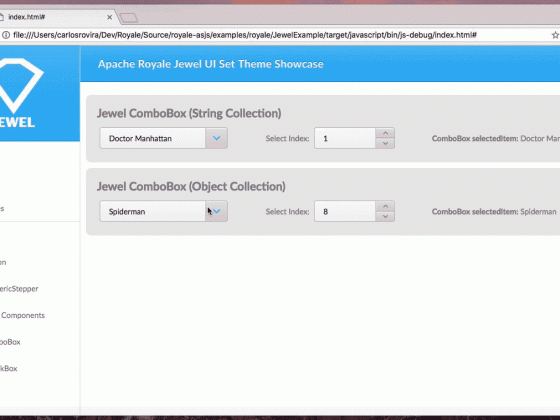 index.html#
file:///Users/carlosrovira/Dev/Royale/Source/royale-asjs/examples/royale/JewelExample/target/javascript/bin/js-debug/index.html#
Apache Royale Jewel UI Set Theme Showcase
EWEL
Jewel ComboBox (String Collection)
Doctor Manhattan
Select Index:
1
ComboBox selectedItem: Doctor Man
Jewel ComboBox (Object Collection)
Spiderman
Select Index:
8
ComboBox selectedItem: Spiderman
ericStepper
Components
boBox
kBox